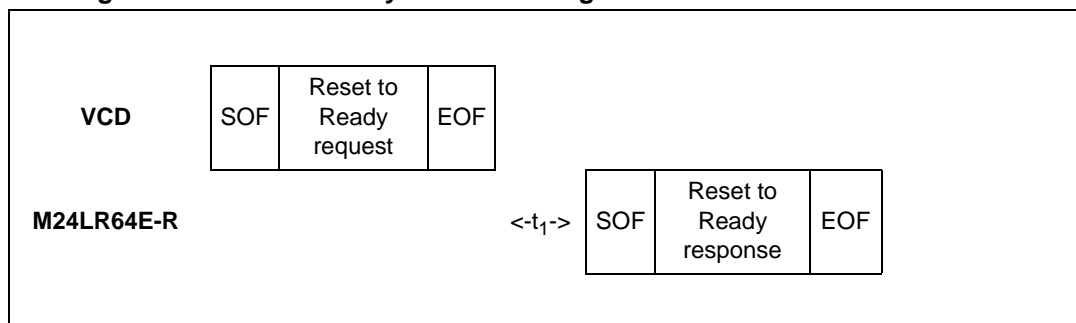 VCD
SOF
Reset to
Ready
request
EOF
M24LR64E-R
<-t1->
SOF
Reset to
Ready
response
EOF